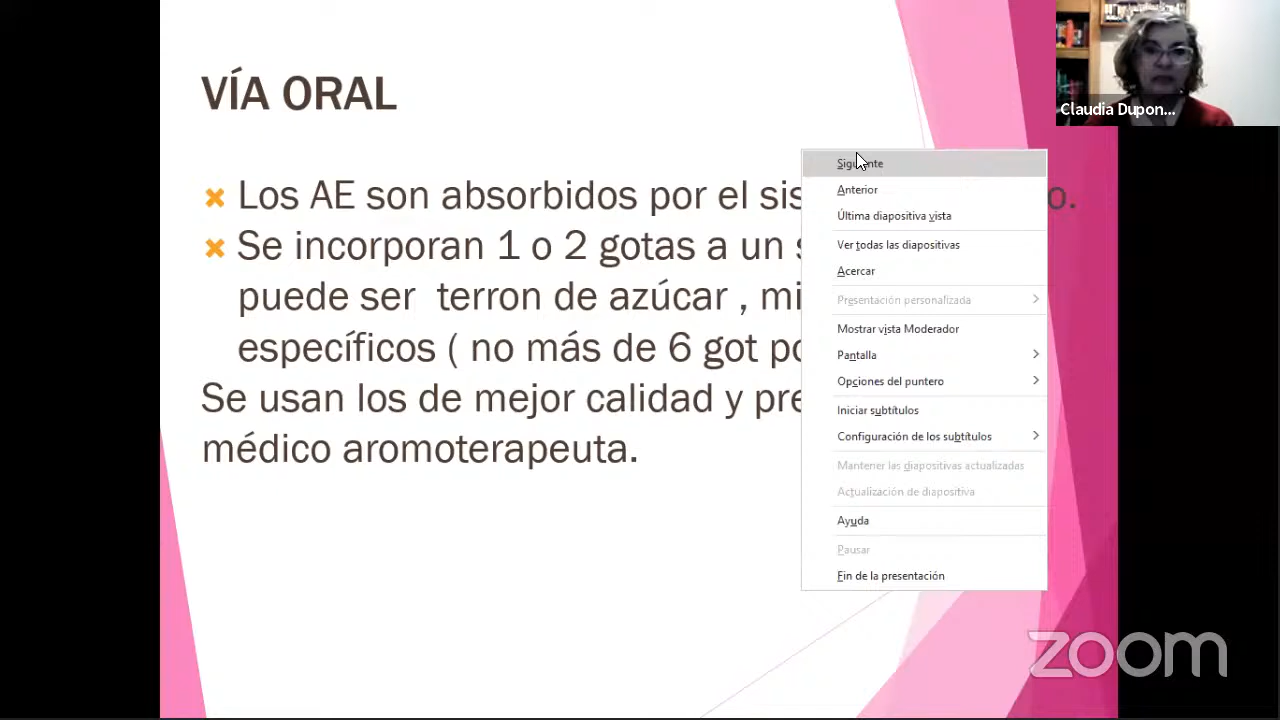 VÍA ORAL
Los AE son absorbidos por el sis o.
Se incorporan 1 o 2 gotas a un s
puede ser terron de azúcar , mi
específicos ( no más de 6 got po
Se usan los de mejor calidad y pre
médico aromoterapeuta.
Siguiente
Anterior
Última diapositiva vista
Ver todas las diapositivas
Acercar
Presentación personalizada
Mostrar vista Moderador
Pantalla
Opciones del puntero
Iniciar subtítulos
Configuración de los subtítulos
Mantener las diapositivas actualizadas
Actualización de diapositiva
Ayuda
Pausar
Fin de la presentación
Claudia Dupon...
zoom